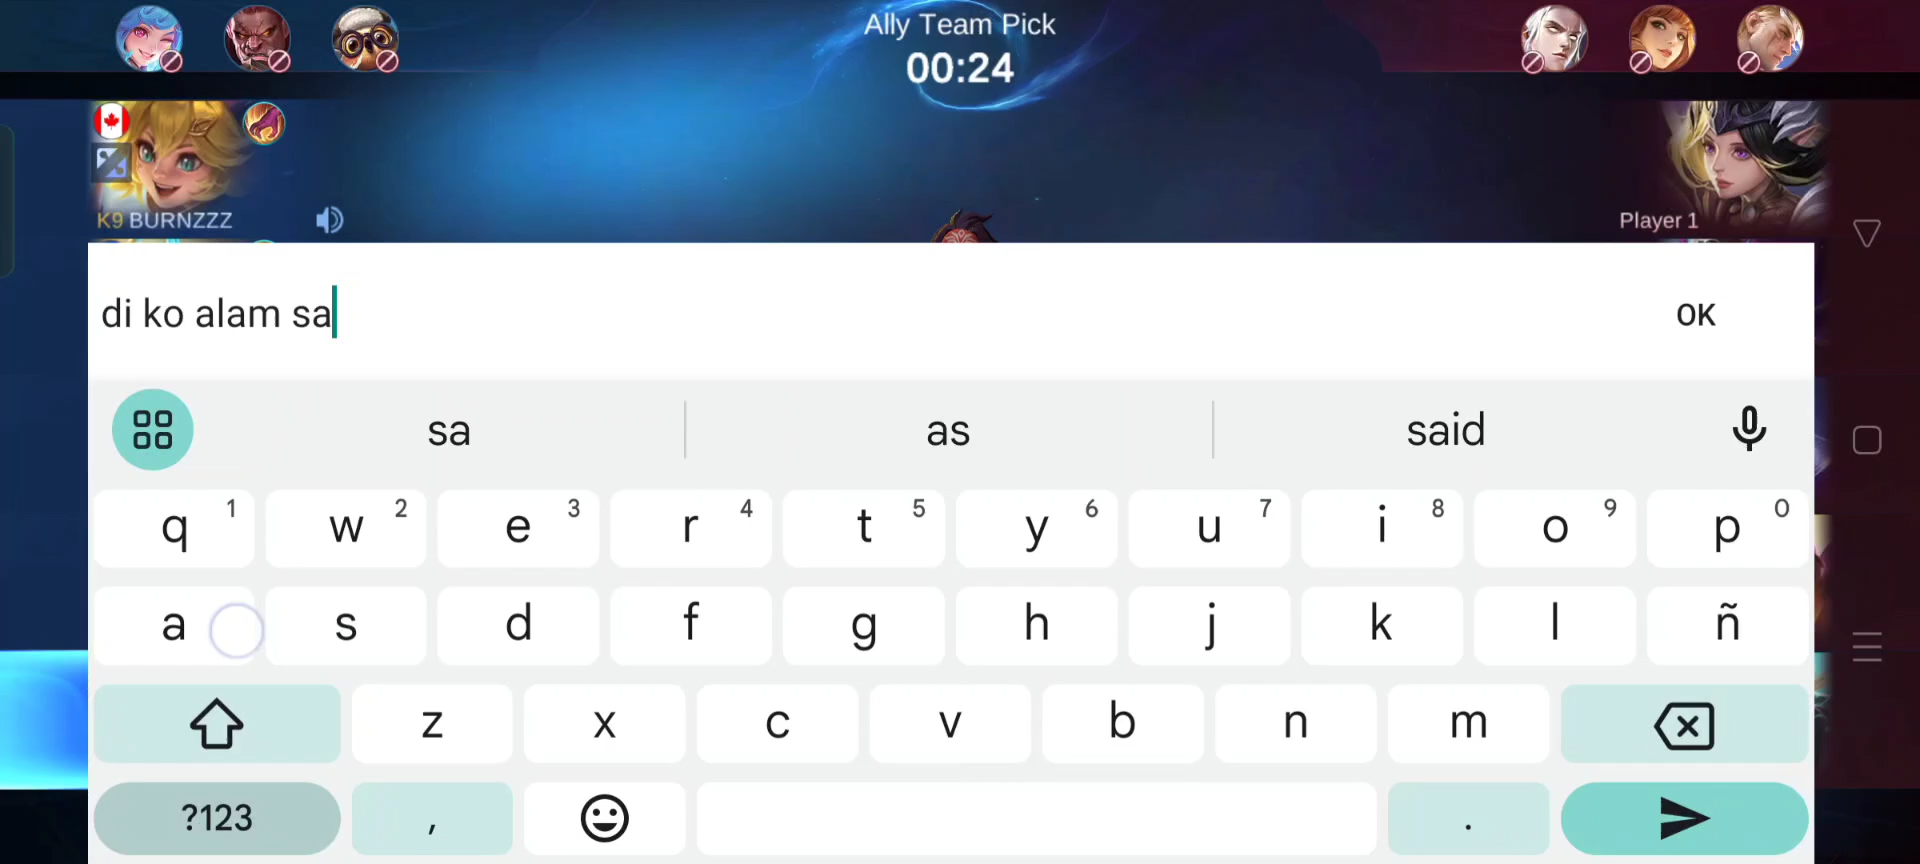 Ally Team Pick
00:24
K9 BURNZZZ
Player 1
di ko alam sa
OK
sa
as
said
q 1 w 2 e 3 r 4 t 5 y 6 u 7 i 8 o 9 p 0
a s d f g h j k l ñ
z x c v b n m
?123 , .